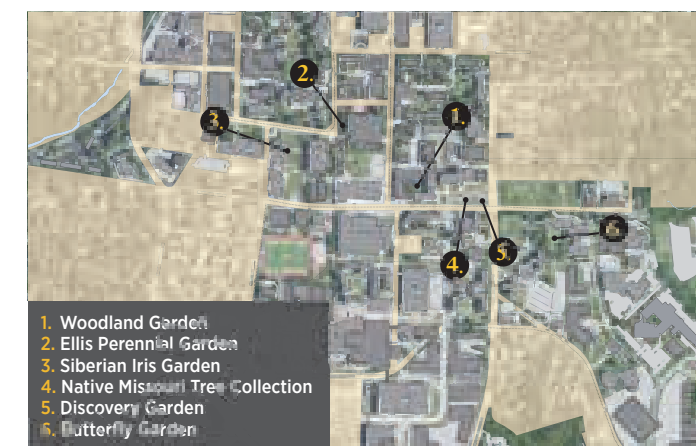 2.
3.
1.
6.
4.
5.
1. Woodland Garden
2. Ellis Perennial Garden
3. Siberian Iris Garden
4. Native Missouri Tree Collection
5. Discovery Garden
6. Butterfly Garden